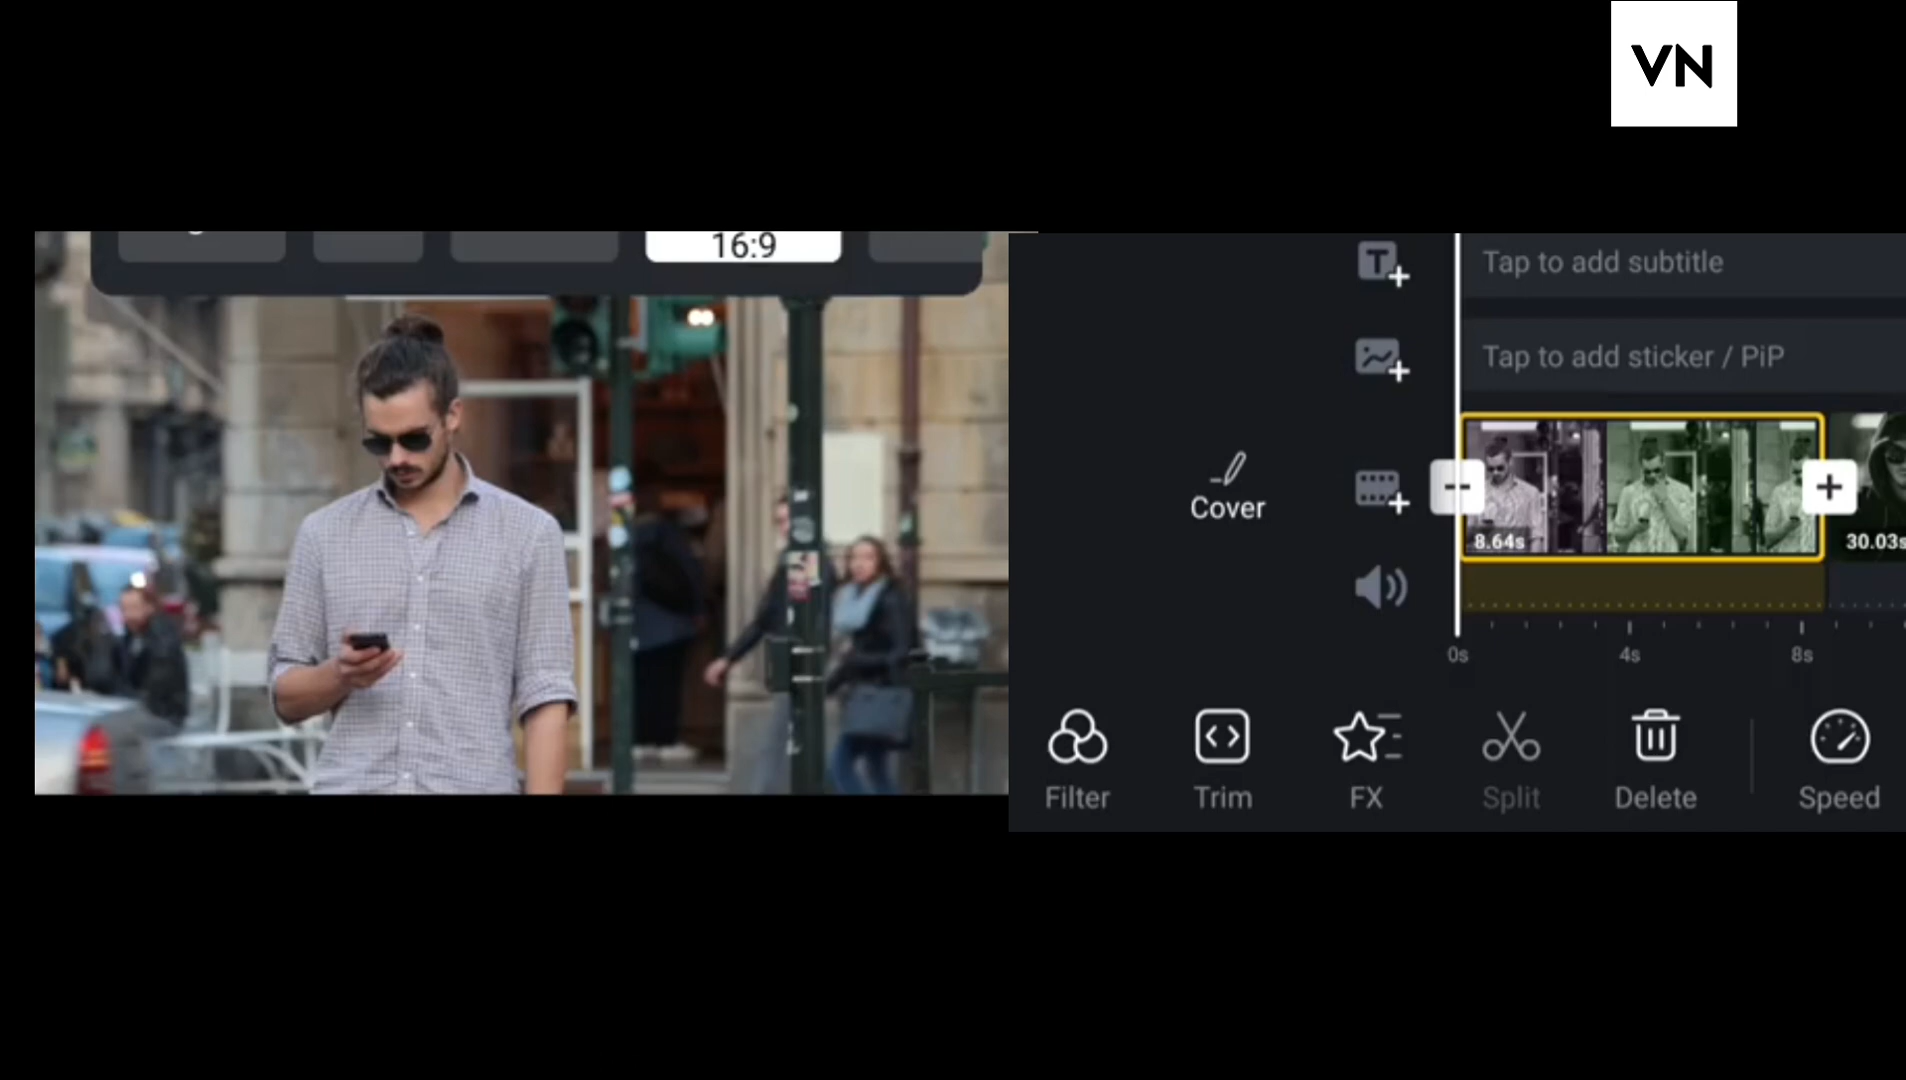 VN
16:9
Tap to add subtitle
Tap to add sticker / PiP
Cover
8.64s
30.03s
0s 4s 8s
Filter Trim FX Split Delete Speed